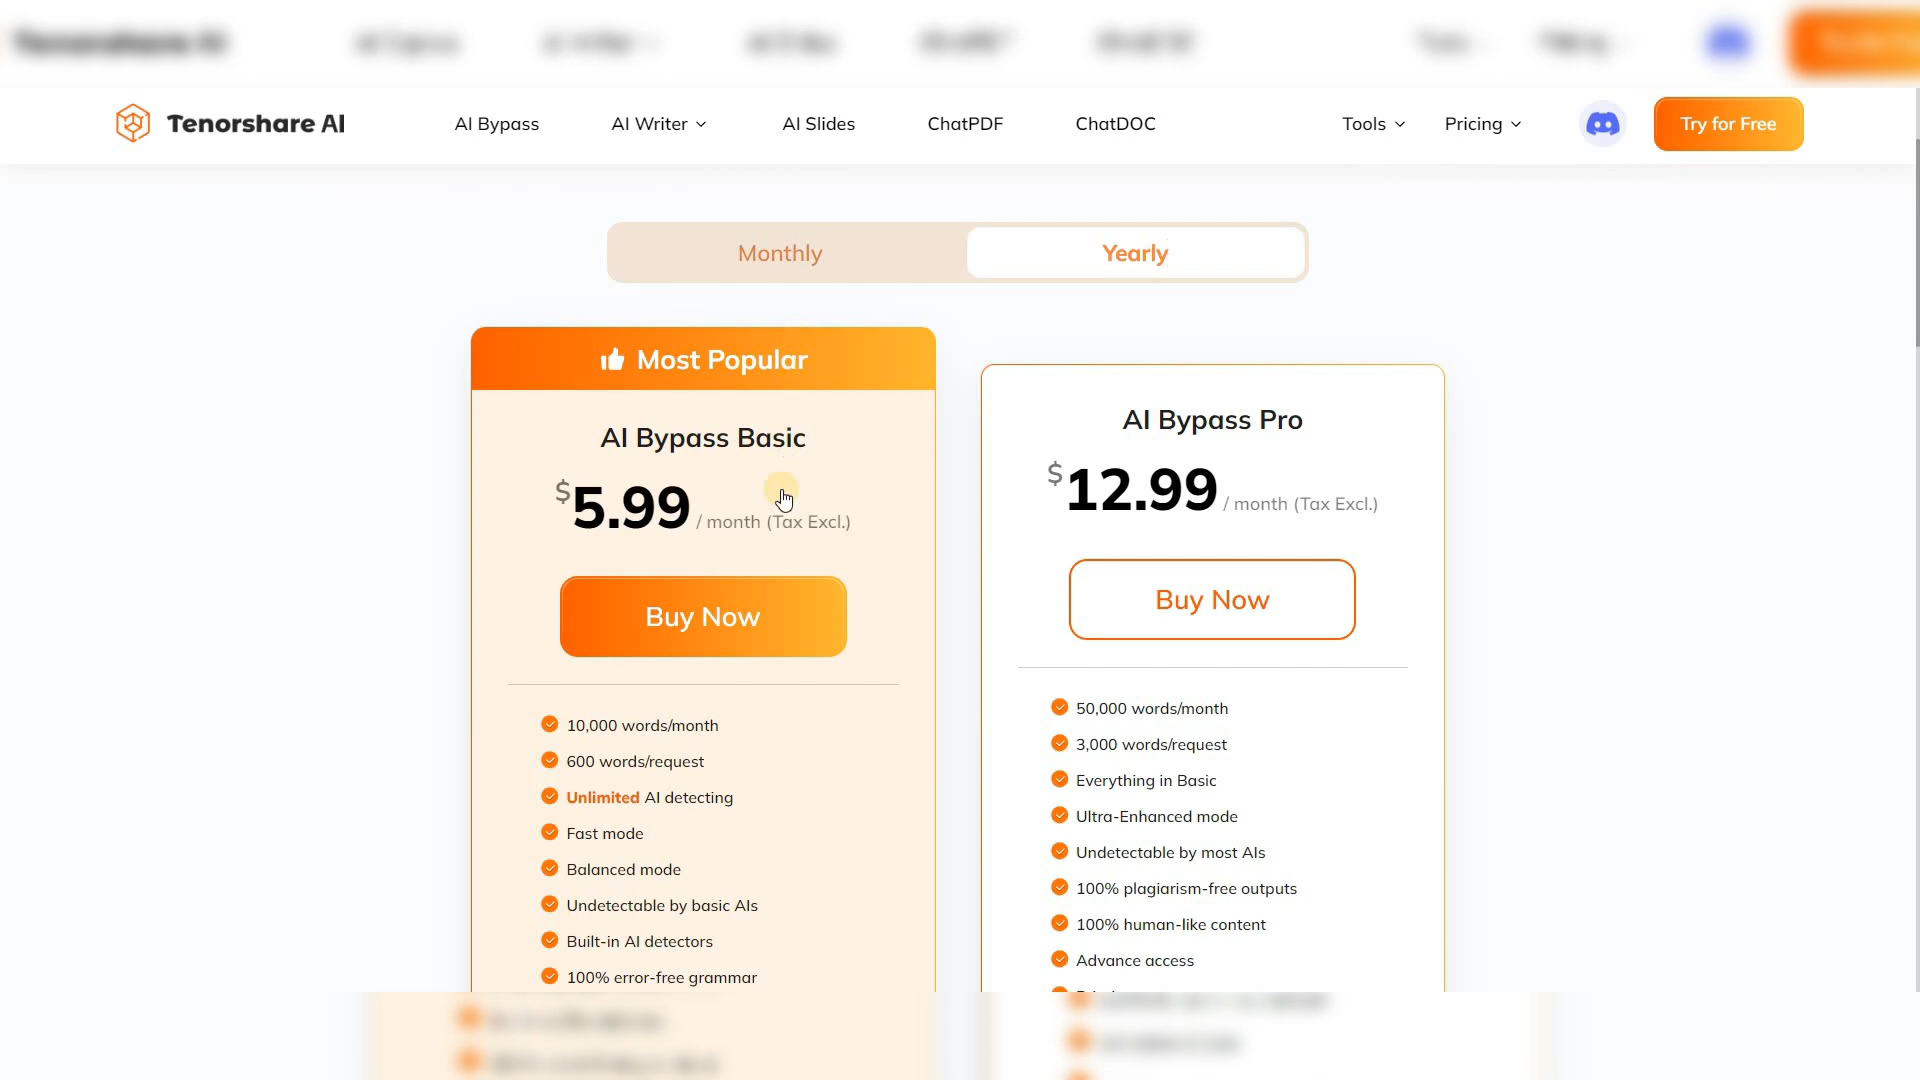 Tenorshare AI
Tenorshare AI
AI Bypass
AI Writer
AI Slides
ChatPDF
ChatDOC
Tools
Pricing
Try for Free
Monthly
Yearly
Most Popular
AI Bypass Basic
$5.99 / month (Tax Excl.)
Buy Now
10,000 words/month
600 words/request
Unlimited AI detecting
Fast mode
Balanced mode
Undetectable by basic AIs
Built-in AI detectors
100% error-free grammar
AI Bypass Pro
$12.99 / month (Tax Excl.)
Buy Now
50,000 words/month
3,000 words/request
Everything in Basic
Ultra-Enhanced mode
Undetectable by most AIs
100% plagiarism-free outputs
100% human-like content
Advance access